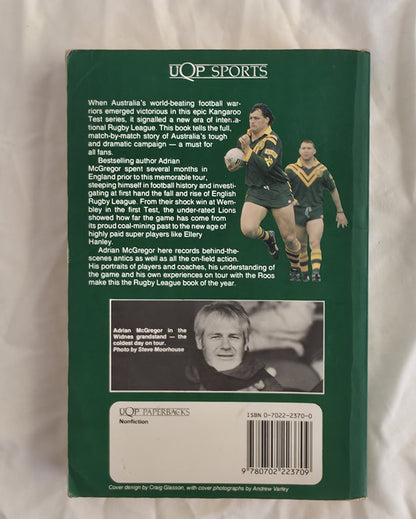 UQP SPORTS
When Australia's world-beating football war-
riors emerged victorious in this epic Kangaroo
Test series, it signalled a new era of international
Rugby League. This book tells the full,
match-by-match story of Australia's tough
and dramatic campaign — a must for
all fans.
Bestselling author Adrian
McGregor spent several months in
England prior to this memorable tour,
steeping himself in football history and investi-
gating at first hand the fall and rise of English
Rugby League. From their shock win at Wem-
bley in the first Test, the under-rated Lions
showed how far the game has come from
its proud coal-mining past to the new age of
highly paid super players like Ellery
Hanley.
Adrian McGregor here records behind-the-
scenes antics as well as all the on-field action.
His portraits of players and coaches, his understanding of
the game and his own experiences on tour with the Roos
make this the Rugby League book of the year.
Adrian McGregor in the
Widnes grandstand — the
coldest day on tour.
Photo by Steve Moorhouse
UQP PAPERBACKS
Nonfiction
ISBN 0-7022-2370-0
9 780702 223709
Cover design by Craig Glasson, with cover photographs by Andrew Varley